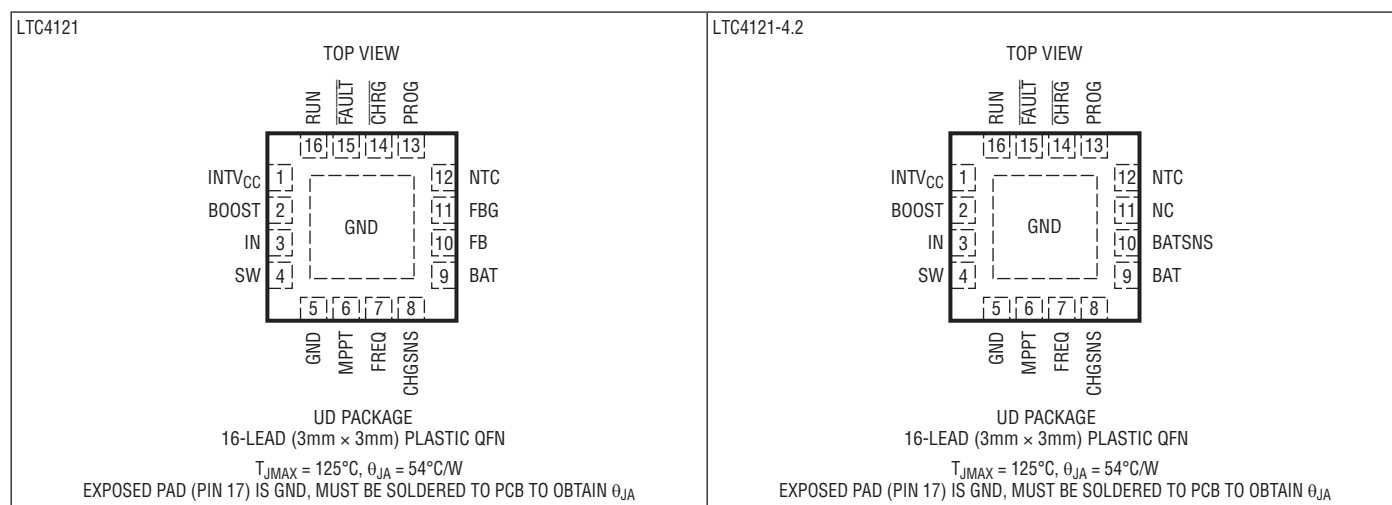 LTC4121
TOP VIEW
RUN FAULT CHRG PROG
16 15 14 13
INTVCC 1 12 NTC
BOOST 2 11 FBG
GND
IN 3 10 FB
SW 4 9 BAT
5 6 7 8
GND MPPT FREQ CHGSNS
UD PACKAGE
16-LEAD (3mm × 3mm) PLASTIC QFN
TJMAX = 125°C, θJA = 54°C/W
EXPOSED PAD (PIN 17) IS GND, MUST BE SOLDERED TO PCB TO OBTAIN θJA
LTC4121-4.2
TOP VIEW
RUN FAULT CHRG PROG
16 15 14 13
INTVCC 1 12 NTC
BOOST 2 11 NC
GND
IN 3 10 BATSNS
SW 4 9 BAT
5 6 7 8
GND MPPT FREQ CHGSNS
UD PACKAGE
16-LEAD (3mm × 3mm) PLASTIC QFN
TJMAX = 125°C, θJA = 54°C/W
EXPOSED PAD (PIN 17) IS GND, MUST BE SOLDERED TO PCB TO OBTAIN θJA